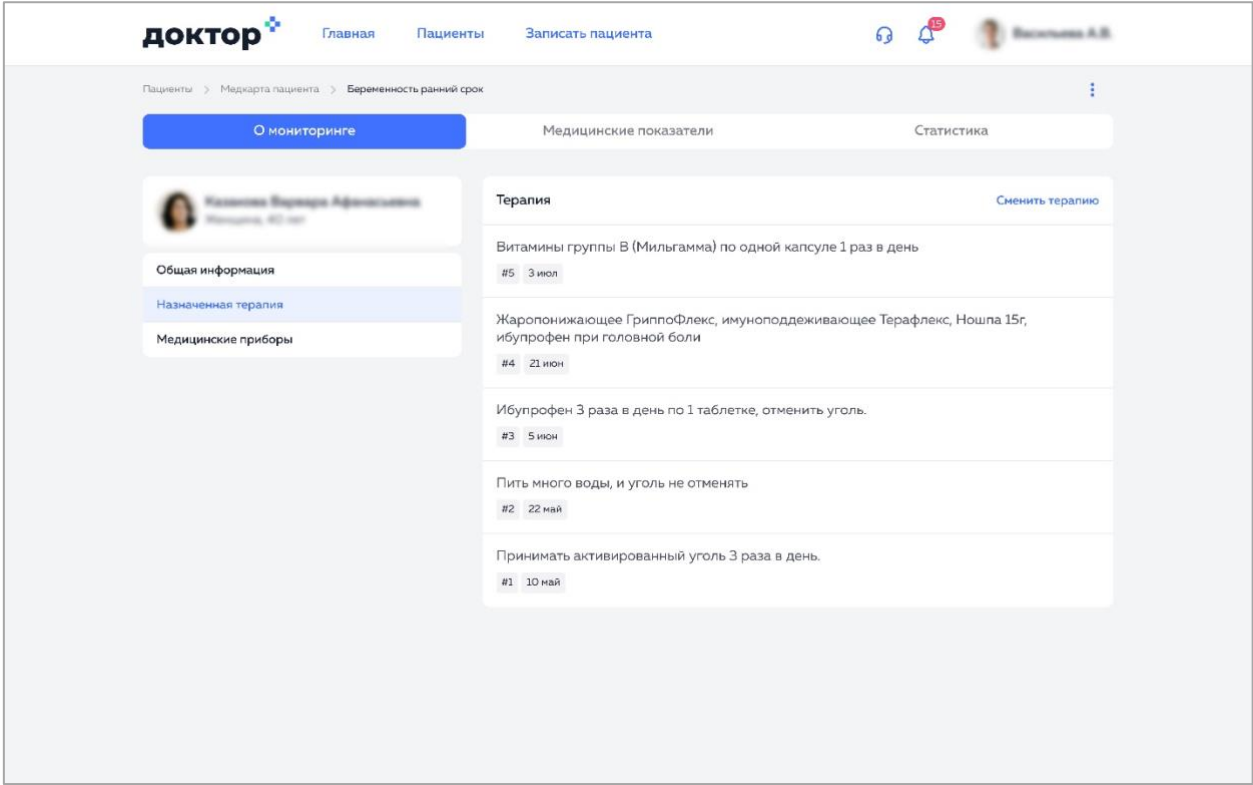 доктор
Главная Пациенты Записать пациента 15
Пациенты > Медкарта пациента > Беременность ранний срок
О мониторинге Медицинские показатели Статистика
Терапия Сменить терапию
Витамины группы В (Мильгамма) по одной капсуле 1 раз в день
#5 3 июл
Общая информация
Назначенная терапия
Медицинские приборы
Жаропонижающее ГриппоФлекс, имуноподдеживающее Терафлекс, Ношпа 15г,
ибупрофен при головной боли
#4 21 июн
Ибупрофен 3 раза в день по 1 таблетке, отменить уголь.
#3 5 июн
Пить много воды, и уголь не отменять
#2 22 май
Принимать активированный уголь 3 раза в день.
#1 10 май